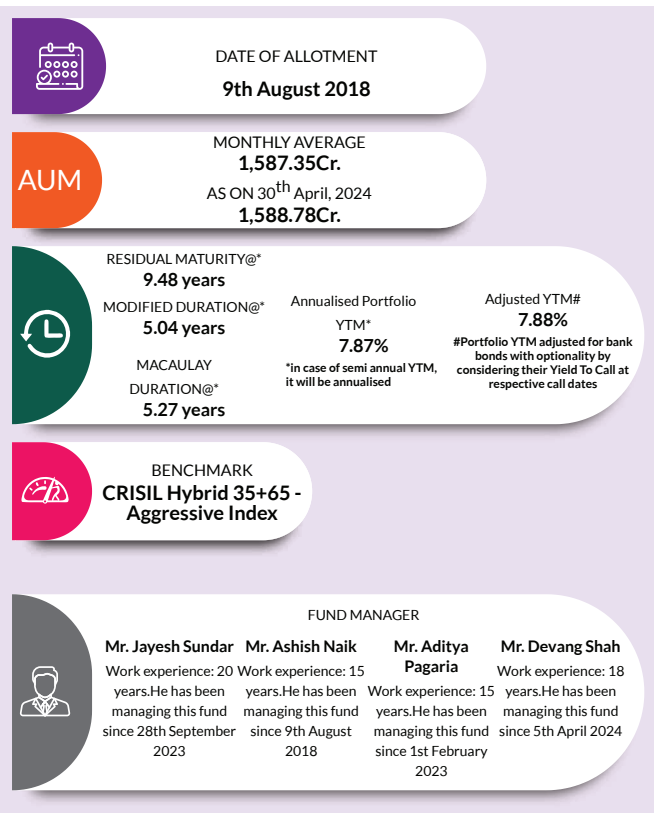 DATE OF ALLOTMENT
9th August 2018
AUM
MONTHLY AVERAGE
1,587.35Cr.
AS ON 30th April, 2024
1,588.78Cr.
RESIDUAL MATURITY@*
9.48 years
MODIFIED DURATION@*
5.04 years
MACAULAY
DURATION@*
5.27 years
Annualised Portfolio
YTM*
7.87%
*in case of semi annual YTM,
it will be annualised
Adjusted YTM#
7.88%
#Portfolio YTM adjusted for bank
bonds with optionality by
considering their Yield To Call at
respective call dates
BENCHMARK
CRISIL Hybrid 35+65 -
Aggressive Index
FUND MANAGER
Mr. Jayesh Sundar
Work experience: 20
years.He has been
managing this fund
since 28th September
2023
Mr. Ashish Naik
Work experience: 15
years.He has been
managing this fund
since 9th August
2018
Mr. Aditya
Pagaria
Work experience: 15
years.He has been
managing this fund
since 1st February
2023
Mr. Devang Shah
Work experience: 18
years.He has been
managing this fund
since 5th April 2024